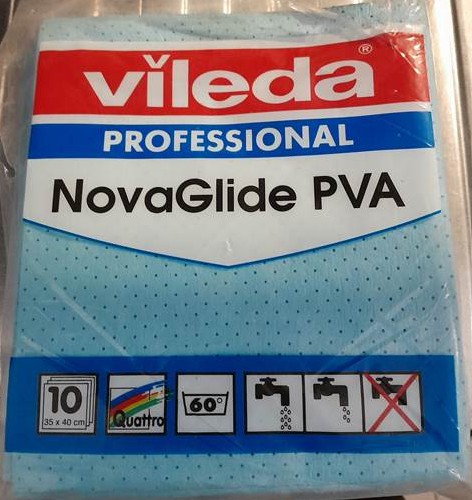 vileda®
PROFESSIONAL
NovaGlide PVA
10
35 x 40 cm
Quattro
60°